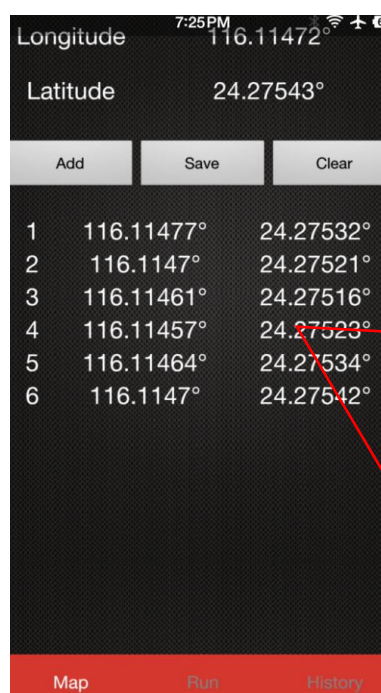 7:25 PM
Longitude 116.11472°
Latitude 24.27543°
Add Save Clear
1 116.11477° 24.27532°
2 116.1147° 24.27521°
3 116.11461° 24.27516°
4 116.11457° 24.27523°
5 116.11464° 24.27534°
6 116.1147° 24.27542°
Map Run History